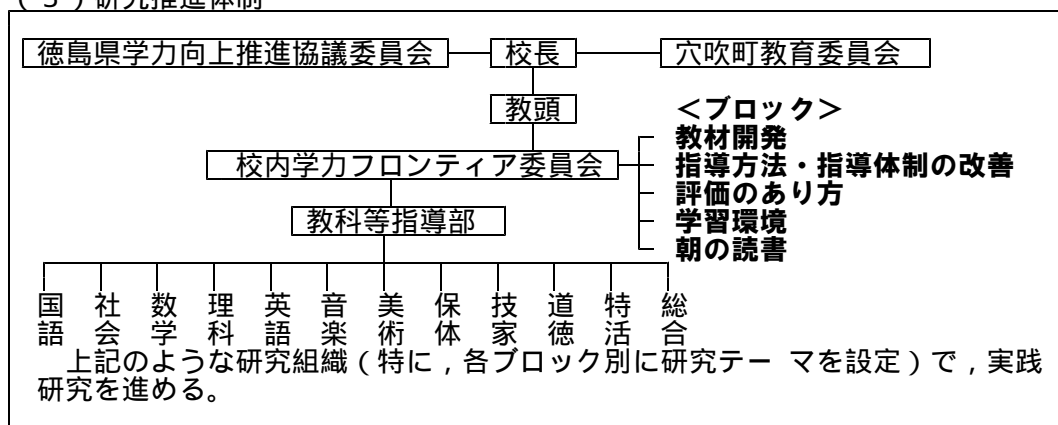 (3)研究推進体制
徳島県学力向上推進協議委員会 校長 穴吹町教育委員会
教頭
<ブロック>
教材開発
校内学力フロンティア委員会 指導方法・指導体制の改善
評価のあり方
教科等指導部 学習環境
朝の読書
国語 社会 数学 理科 英語 音楽 美術 保体 技家 道徳 特活 総合
上記のような研究組織(特に,各ブロック別に研究テー マを設定)で,実践
研究を進める。